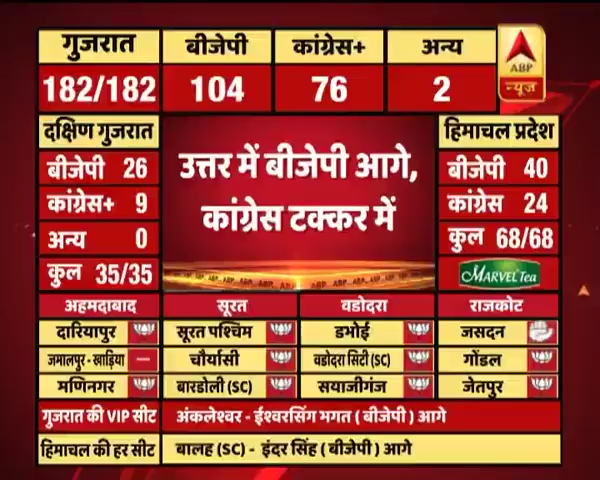 गुजरात बीजेपी कांग्रेस+ अन्य
182/182 104 76 2
ABP
न्यूज़
दक्षिण गुजरात
बीजेपी 26
कांग्रेस+ 9
अन्य 0
कुल 35/35
उत्तर में बीजेपी आगे,
कांग्रेस टक्कर में
हिमाचल प्रदेश
बीजेपी 40
कांग्रेस 24
कुल 68/68
MARVEL Tea
अहमदाबाद सूरत वडोदरा राजकोट
दारियापुर सूरत पश्चिम डभोई जसदन
जमालपुर - खाड़िया चौर्यासी वडोदरा सिटी (SC) गोंडल
मणिनगर बारडोली (SC) सयाजीगंज जेतपुर
गुजरात की VIP सीट अंकलेश्वर - ईश्वरसिंग भगत ( बीजेपी ) आगे
हिमाचल की हर सीट बालह (SC) - इंदर सिंह ( बीजेपी ) आगे